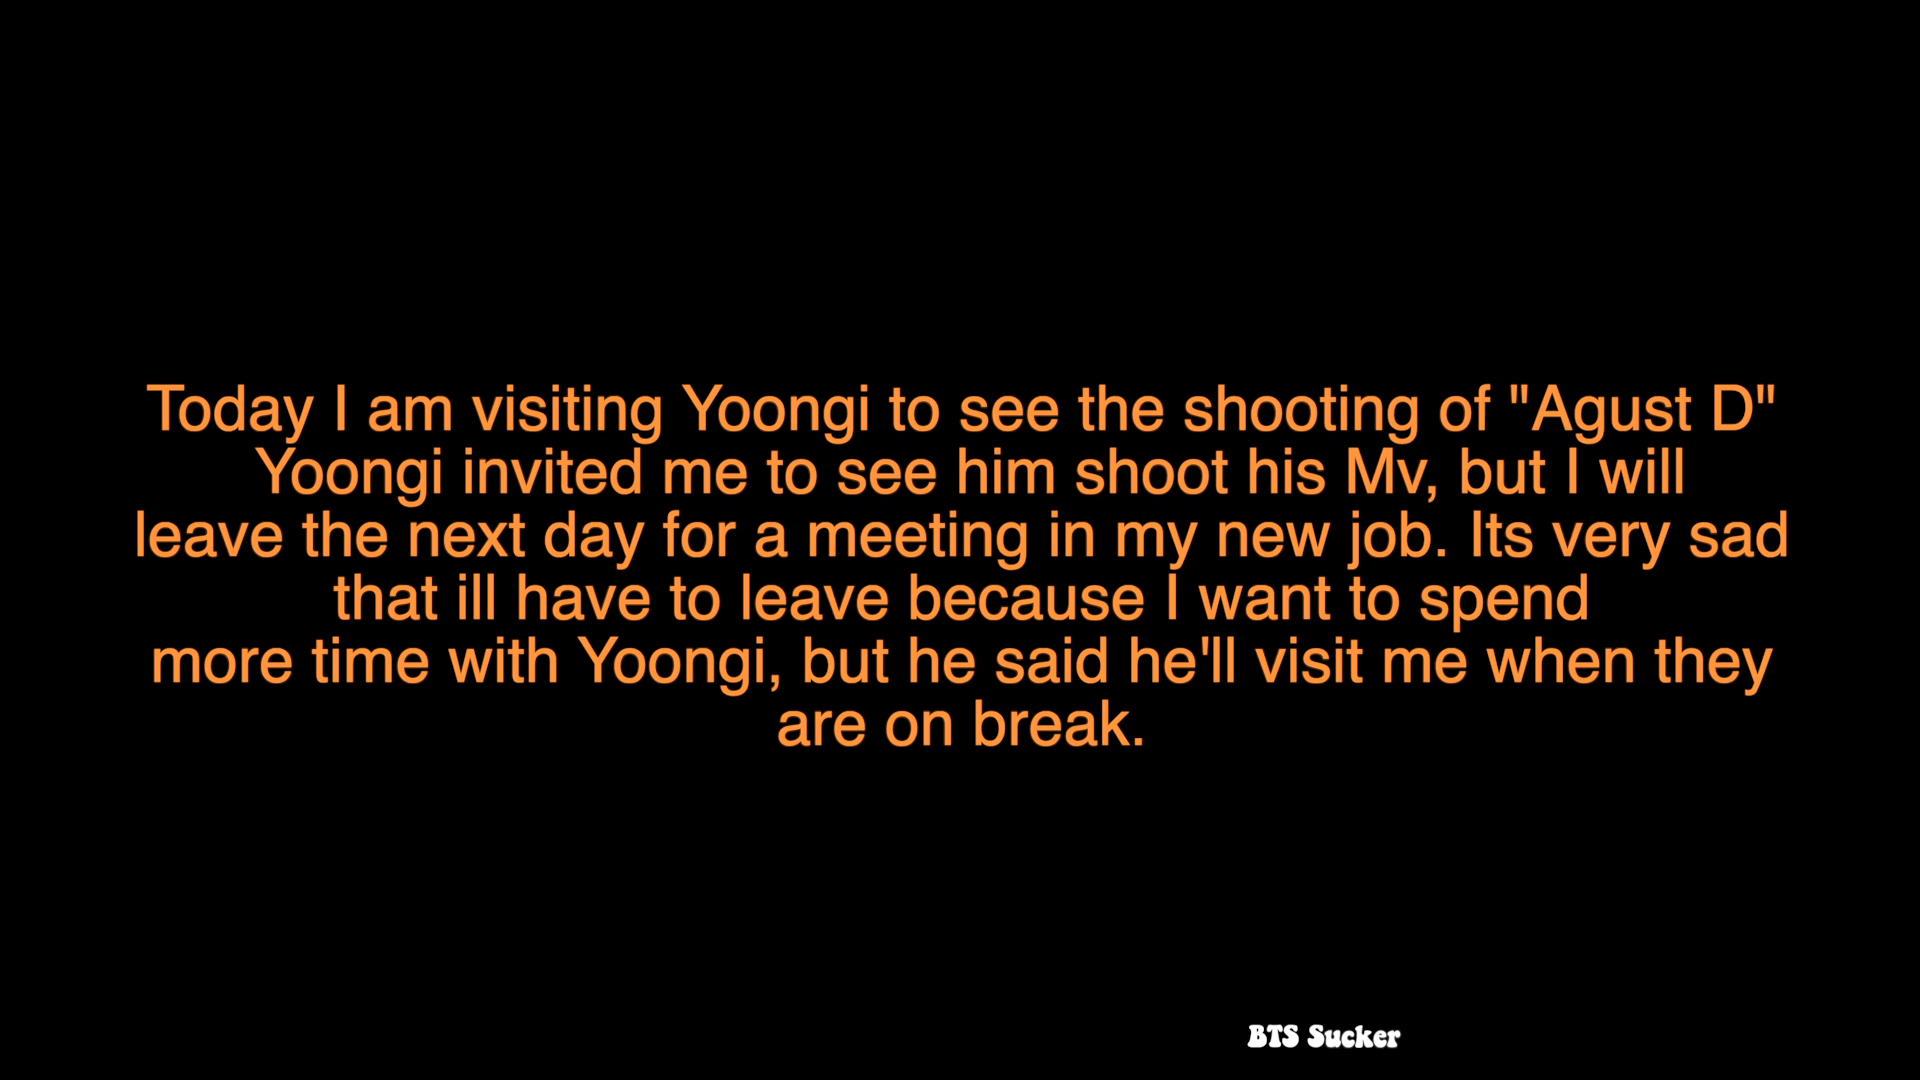 Today I am visiting Yoongi to see the shooting of "Agust D"
Yoongi invited me to see him shoot his Mv, but I will
leave the next day for a meeting in my new job. Its very sad
that ill have to leave because I want to spend
more time with Yoongi, but he said he'll visit me when they
are on break.
BTS Sucker